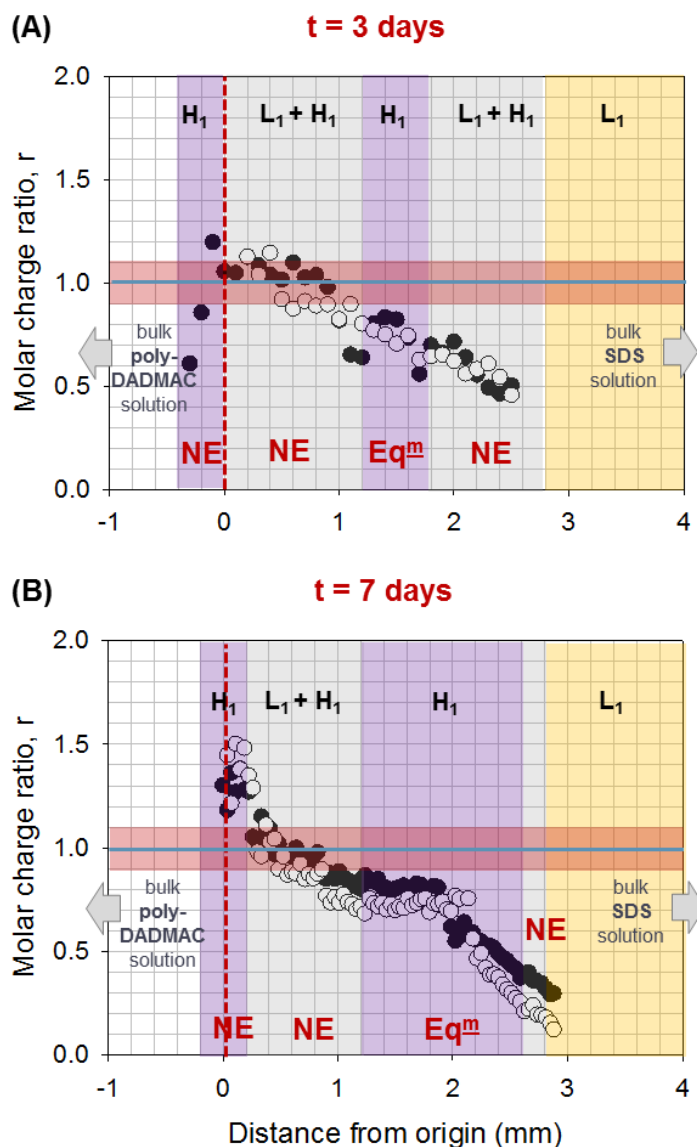 (A)
t = 3 days
2.0
H₁
L₁ + H₁
H₁
L₁ + H₁
L₁
1.5
Molar charge ratio, r
1.0
bulk
poly-
DADMAC
solution
bulk
SDS
solution
0.5
NE
NE
Eqᵐ
NE
0.0
-1
0
1
2
3
4
(B)
t = 7 days
2.0
H₁
L₁ + H₁
H₁
L₁
1.5
Molar charge ratio, r
1.0
bulk
poly-
DADMAC
solution
bulk
SDS
solution
NE
0.5
NE
NE
Eqᵐ
0.0
-1
0
1
2
3
4
Distance from origin (mm)